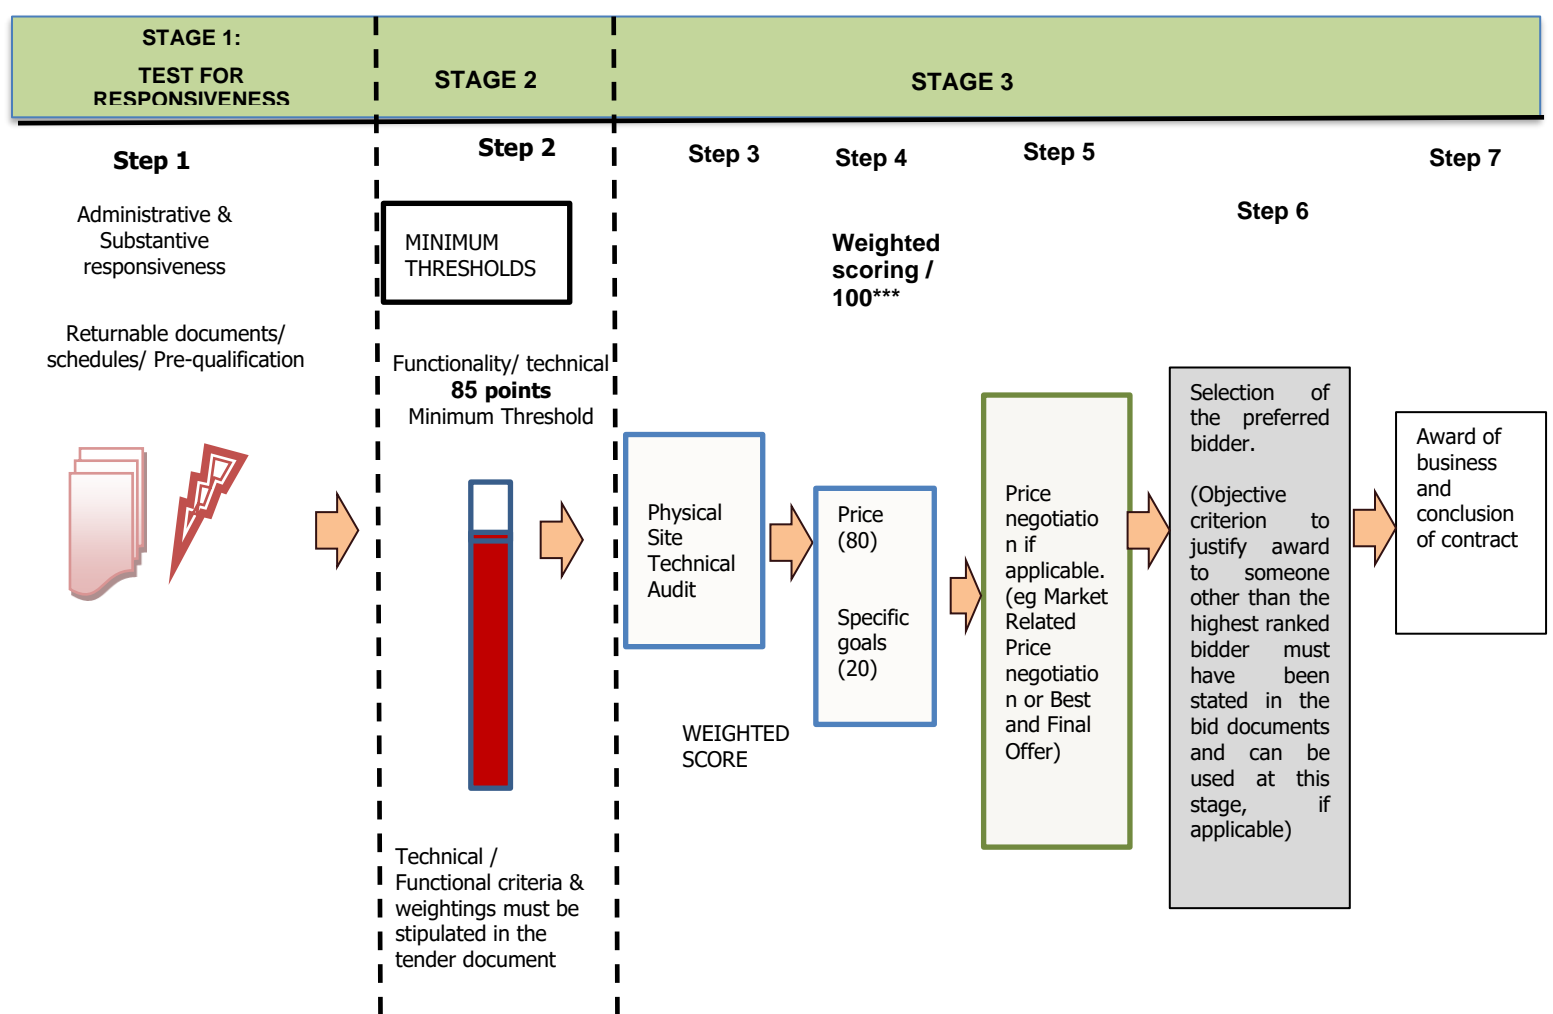 STAGE 1:
TEST FOR
RESPONSIVENESS
STAGE 2
STAGE 3
Step 1
Administrative &
Substantive
responsiveness
Returnable documents/
schedules/ Pre-qualification
Step 2
MINIMUM
THRESHOLDS
Functionality/ technical
85 points
Minimum Threshold
Technical /
Functional criteria &
weightings must be
stipulated in the
tender document
Step 3
Physical
Site
Technical
Audit
WEIGHTED
SCORE
Step 4
Weighted
scoring /
100***
Price
(80)
Specific
goals
(20)
Step 5
Price
negotiatio
n if
applicable.
(eg Market
Related
Price
negotiatio
n or Best
and Final
Offer)
Step 6
Selection of
the preferred
bidder.
(Objective
criterion to
justify award
to someone
other than the
highest ranked
bidder must
have been
stated in the
bid documents
and can be
used at this
stage, if
applicable)
Step 7
Award of
business
and
conclusion
of contract